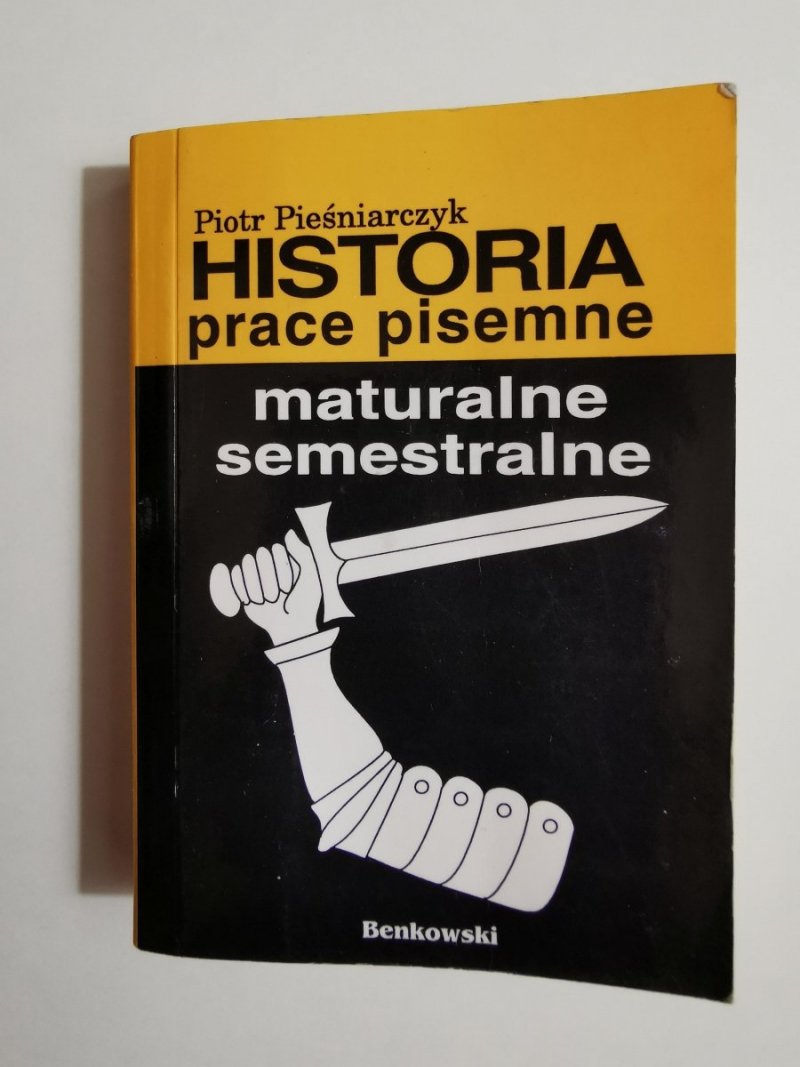 Piotr Pieśniarczyk
HISTORIA
prace pisemne
maturalne
semestralne
Benkowski